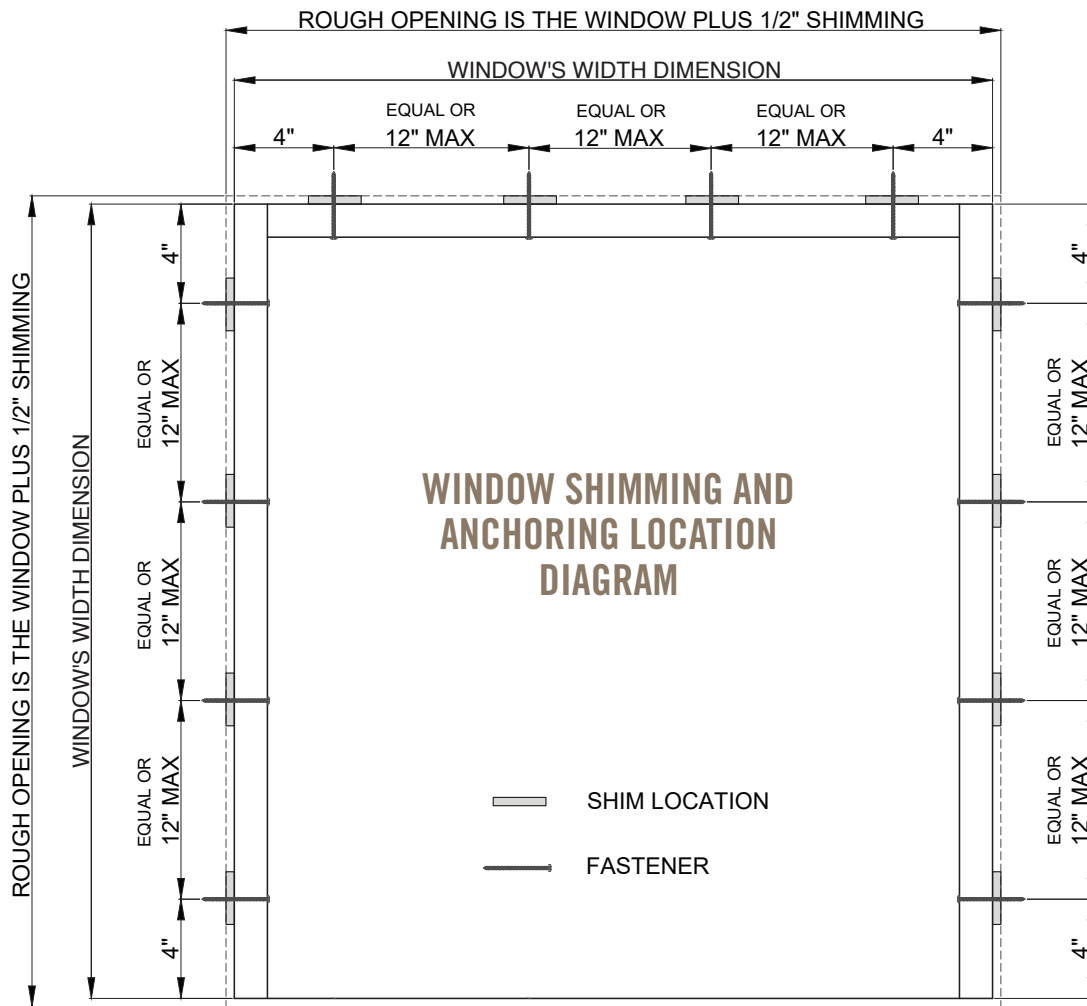 ROUGH OPENING IS THE WINDOW PLUS 1/2" SHIMMING
WINDOW'S WIDTH DIMENSION
EQUAL OR
EQUAL OR
EQUAL OR
4"
12" MAX
12" MAX
12" MAX
4"
ROUGH OPENING IS THE WINDOW PLUS 1/2" SHIMMING
WINDOW'S WIDTH DIMENSION
4"
EQUAL OR
12" MAX
EQUAL OR
12" MAX
EQUAL OR
12" MAX
4"
WINDOW SHIMMING AND
ANCHORING LOCATION
DIAGRAM
SHIM LOCATION
FASTENER
4"
EQUAL OR
12" MAX
EQUAL OR
12" MAX
EQUAL OR
12" MAX
4"